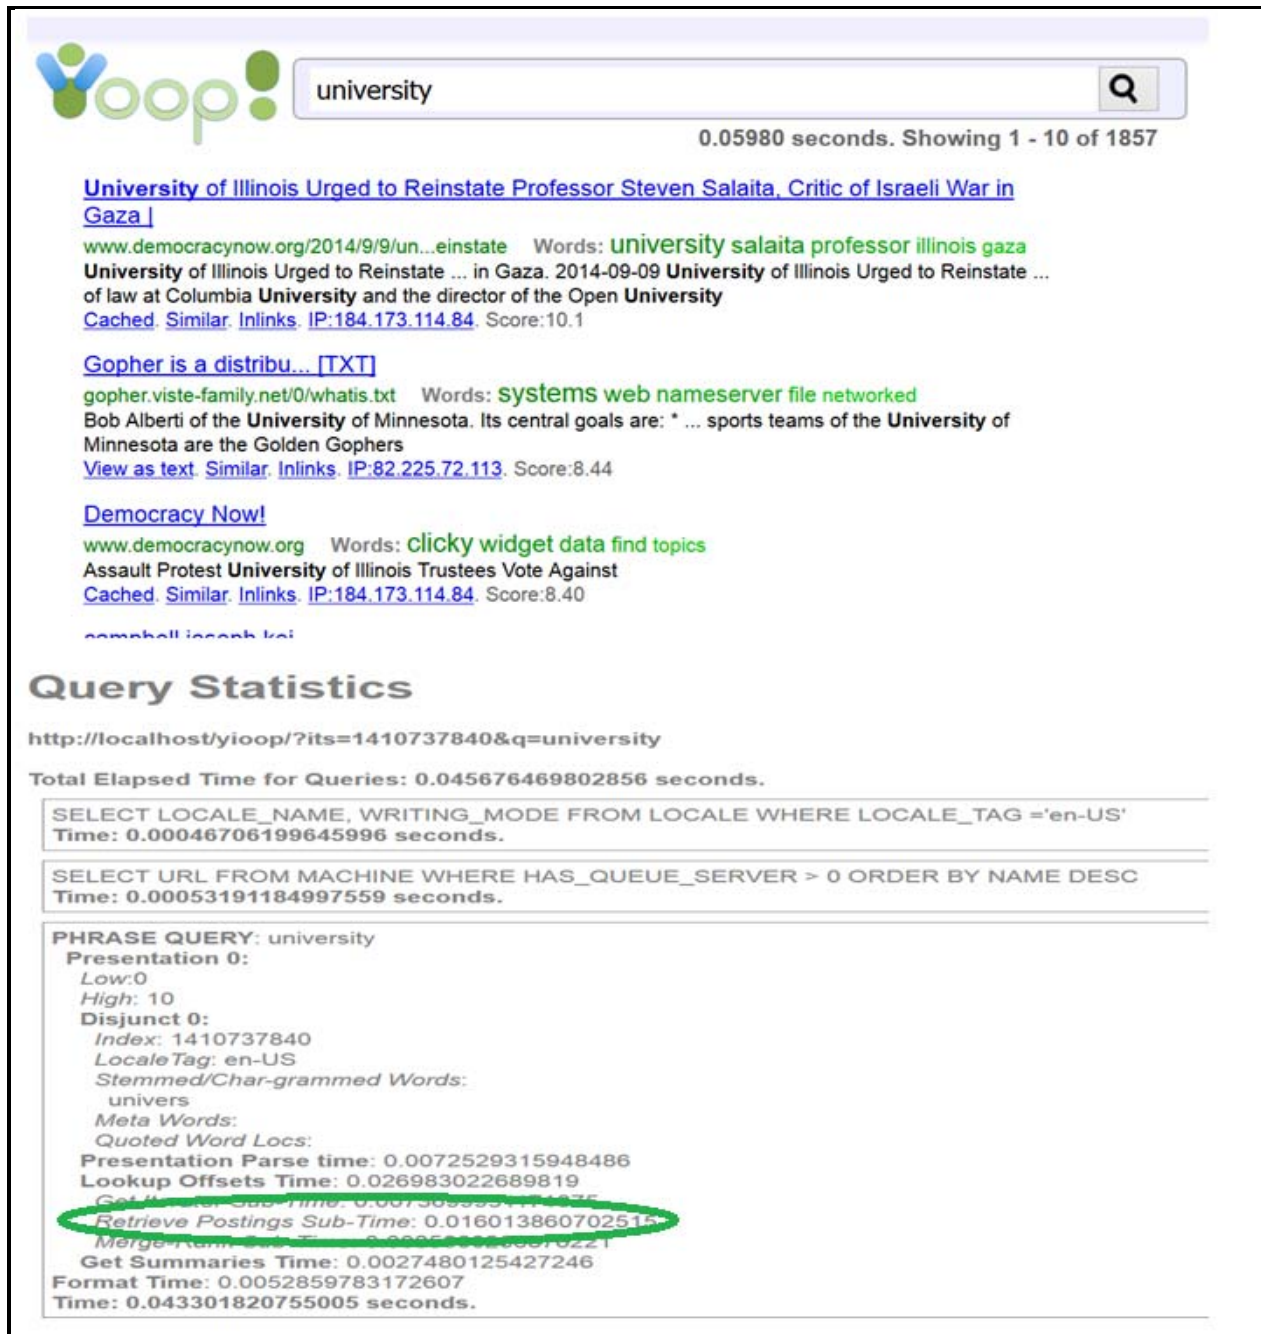 Yoop!
university
0.05980 seconds. Showing 1 - 10 of 1857
University of Illinois Urged to Reinstate Professor Steven Salaita, Critic of Israeli War in
Gaza |
www.democracynow.org/2014/9/9/un...einstate Words: university salaita professor illinois gaza
University of Illinois Urged to Reinstate ... in Gaza. 2014-09-09 University of Illinois Urged to Reinstate ...
of law at Columbia University and the director of the Open University
Cached. Similar. Inlinks. IP:184.173.114.84. Score:10.1
Gopher is a distribu... [TXT]
gopher.viste-family.net/0/whatis.txt Words: systems web nameserver file networked
Bob Alberti of the University of Minnesota. Its central goals are: * ... sports teams of the University of
Minnesota are the Golden Gophers
View as text. Similar. Inlinks. IP:82.225.72.113. Score:8.44
Democracy Now!
www.democracynow.org Words: clicky widget data find topics
Assault Protest University of Illinois Trustees Vote Against
Cached. Similar. Inlinks. IP:184.173.114.84. Score:8.40
Query Statistics
http://localhost/yioop/?its=1410737840&q=university
Total Elapsed Time for Queries: 0.045676469802856 seconds.
SELECT LOCALE_NAME, WRITING_MODE FROM LOCALE WHERE LOCALE_TAG ='en-US'
Time: 0.00046706199645996 seconds.
SELECT URL FROM MACHINE WHERE HAS_QUEUE_SERVER > 0 ORDER BY NAME DESC
Time: 0.00053191184997559 seconds.
PHRASE QUERY: university
Presentation 0:
Low:0
High: 10
Disjunct 0:
Index: 1410737840
LocaleTag: en-US
Stemmed/Char-grammed Words:
univers
Meta Words:
Quoted Word Locs:
Presentation Parse time: 0.0072529315948486
Lookup Offsets Time: 0.026983022689819
Retrieve Postings Sub-Time: 0.016013860702515
Get Summaries Time: 0.0027480125427246
Format Time: 0.0052859783172607
Time: 0.043301820755005 seconds.